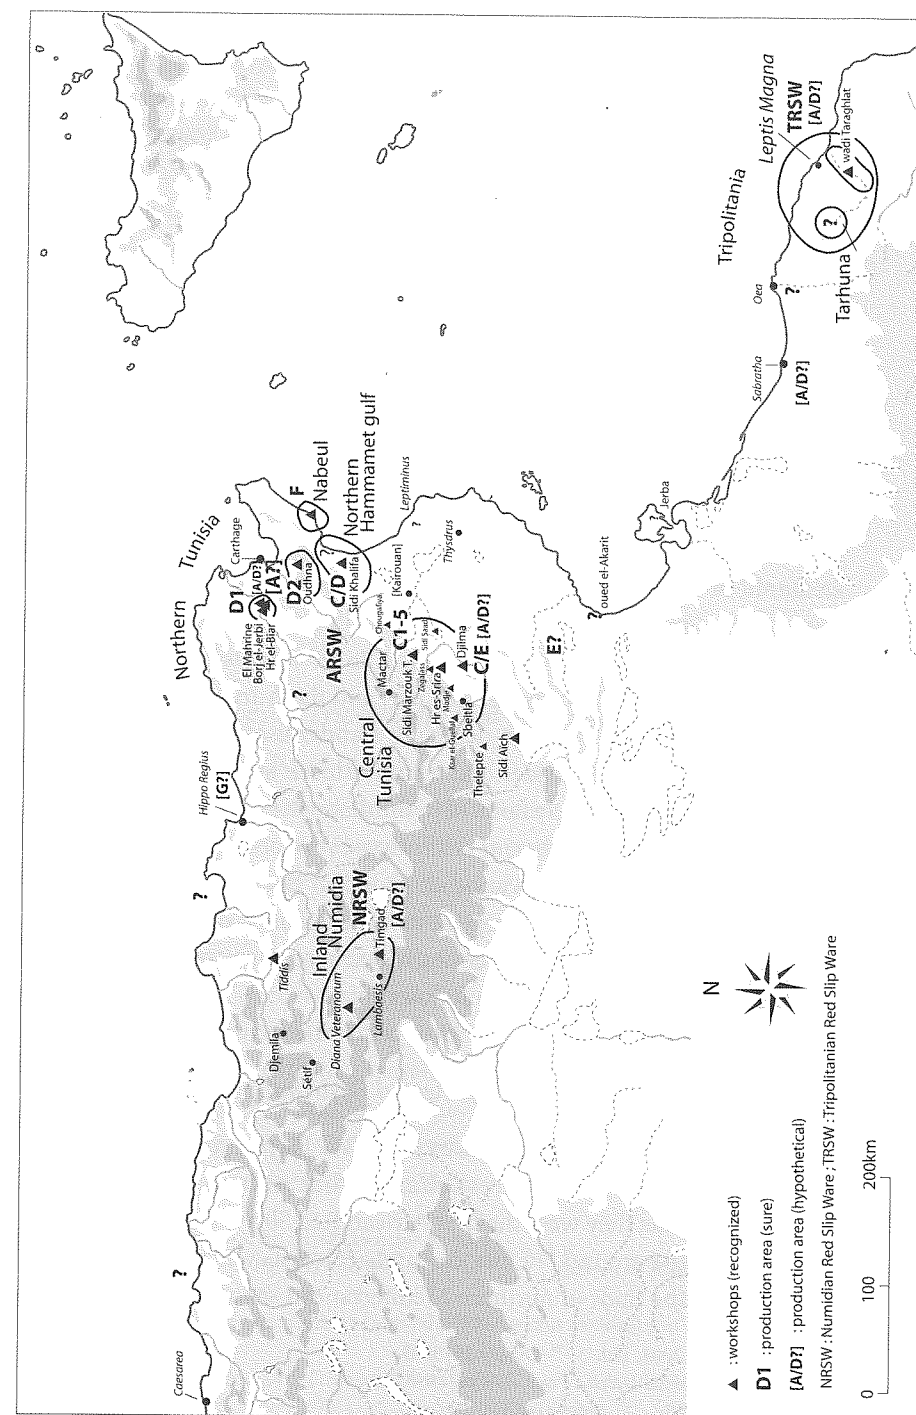 Caesarea
?
?
Hippo Regius
[G?]
Northern
Tunisia
Carthage
D1
[A/D?]
[A?]
El Mahrine
Borj el-Jerbi
Hr el-Biar
?
D2
Oudhna
F
Nabeul
Northern
Hammamet gulf
?
C/D
Sidi Khalifa
ARSW
Leptiminus
?
Thysdrus
[Kairouan]
Central
Tunisia
Mactar
C1-5
Sidi Marzouk T.
Sidi Saad
Hr es-Srira
Djilma
C/E [A/D?]
Sbeitla
Thelepte
Sidi Aïch
E?
?
oued el-Akarit
?
Jerba
Djemila
Sétif
Tiddis
Inland
Numidia
NRSW
[A/D?]
Diana Veteranorum
Lambaesis
Timgad
Tripolitania
Sabratha
[A/D?]
Oea
?
Leptis Magna
TRSW
[A/D?]
wadi Taraghlat
?
Tarhuna
N
▲ : workshops (recognized)
D1 : production area (sure)
[A/D?] : production area (hypothetical)
NRSW : Numidian Red Slip Ware ; TRSW : Tripolitanian Red Slip Ware
0 100 200km